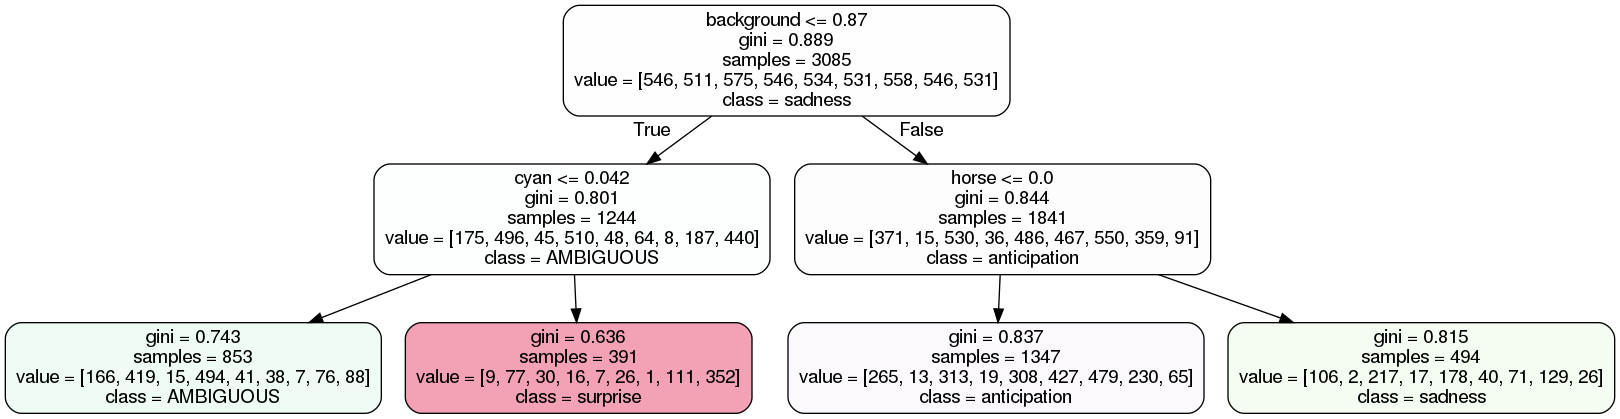 background <= 0.87
gini = 0.889
samples = 3085
value = [546, 511, 575, 546, 534, 531, 558, 546, 531]
class = sadness
True
False
cyan <= 0.042
gini = 0.801
samples = 1244
value = [175, 496, 45, 510, 48, 64, 8, 187, 440]
class = AMBIGUOUS
horse <= 0.0
gini = 0.844
samples = 1841
value = [371, 15, 530, 36, 486, 467, 550, 359, 91]
class = anticipation
gini = 0.743
samples = 853
value = [166, 419, 15, 494, 41, 38, 7, 76, 88]
class = AMBIGUOUS
gini = 0.636
samples = 391
value = [9, 77, 30, 16, 7, 26, 1, 111, 352]
class = surprise
gini = 0.837
samples = 1347
value = [265, 13, 313, 19, 308, 427, 479, 230, 65]
class = anticipation
gini = 0.815
samples = 494
value = [106, 2, 217, 17, 178, 40, 71, 129, 26]
class = sadness